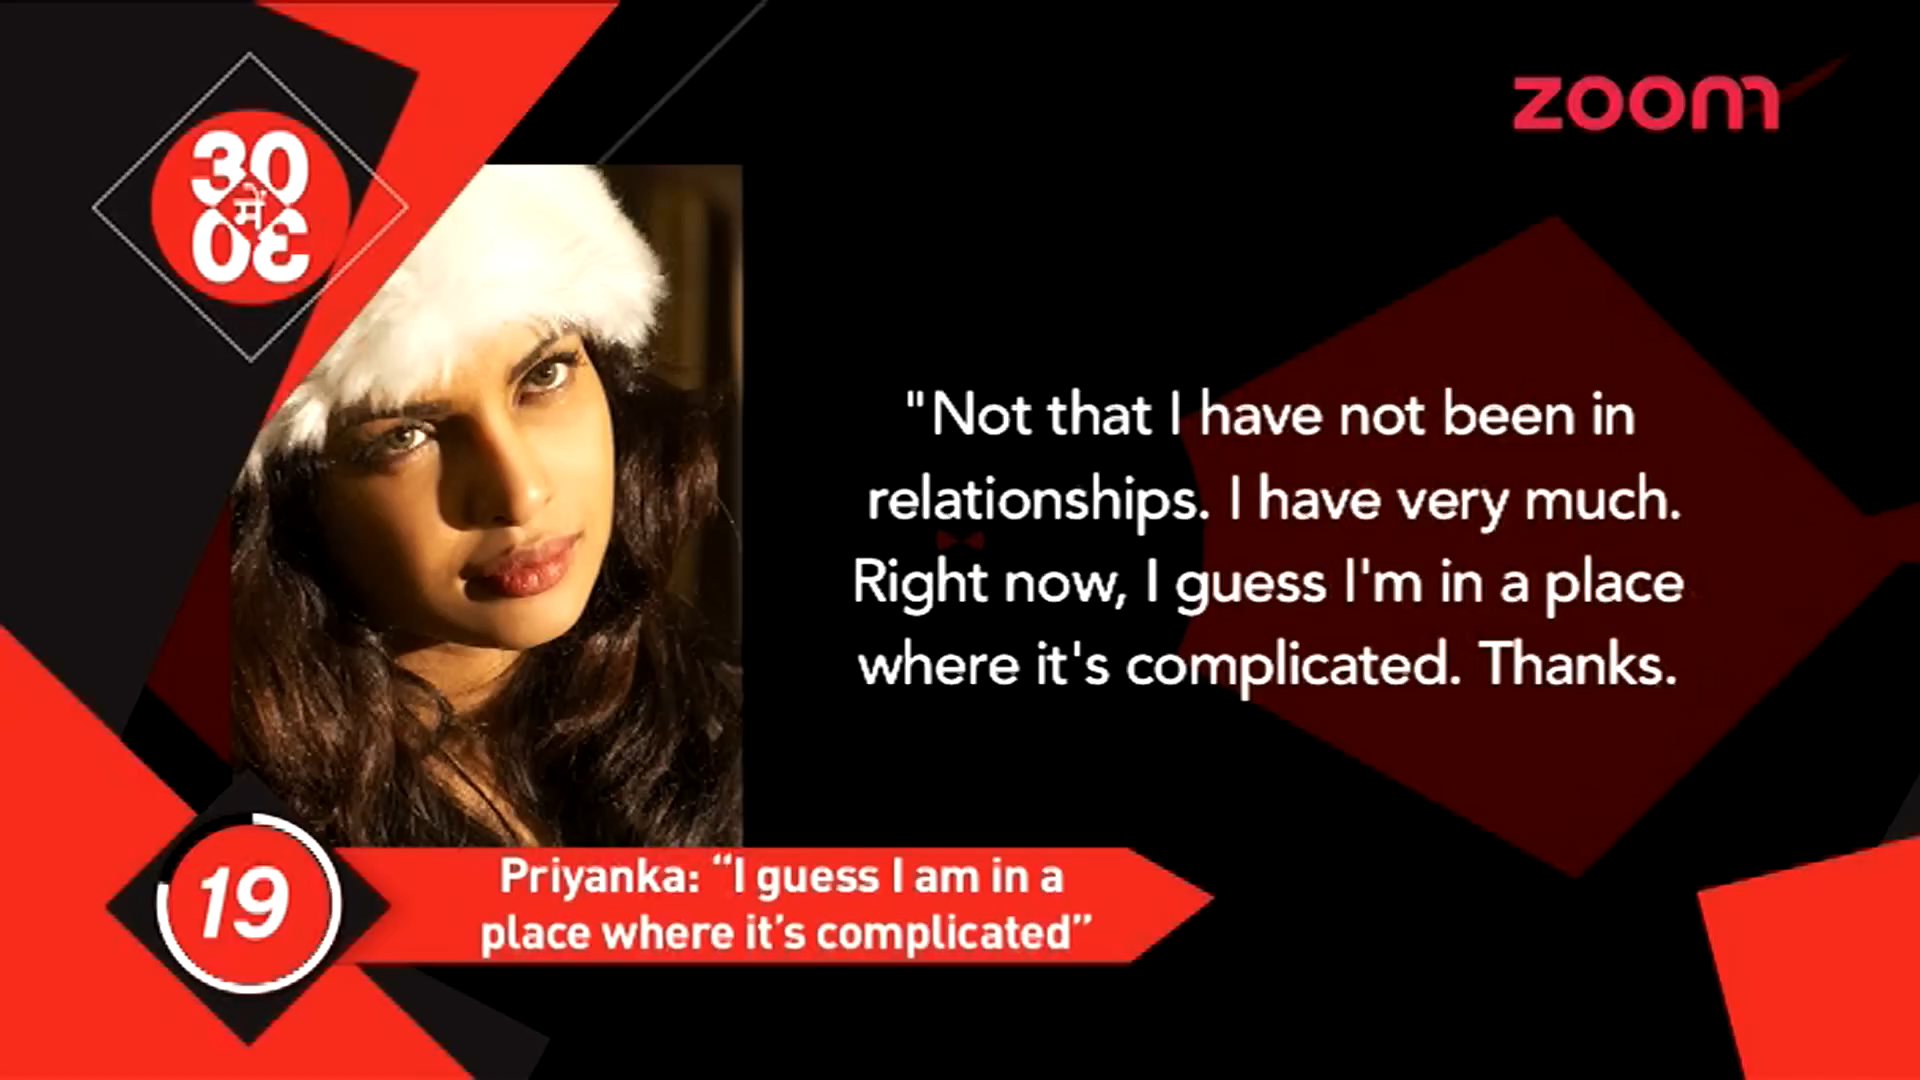 30
में
30
zoom
"Not that I have not been in
relationships. I have very much.
Right now, I guess I'm in a place
where it's complicated. Thanks.
19
Priyanka: “I guess I am in a
place where it’s complicated”